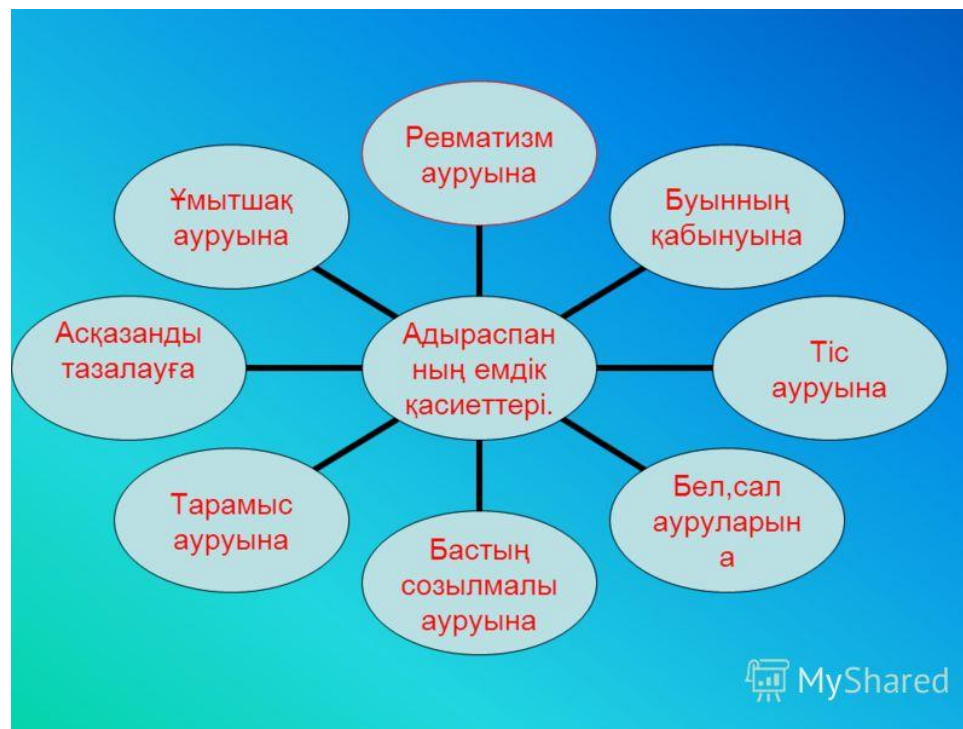 Ревматизм
ауруына
Ұмытшақ
ауруына
Буынның
қабынуына
Асқазанды
тазалауға
Адыраспан
ның емдік
қасиеттері.
Тіс
ауруына
Тарамыс
ауруына
Бастың
созылмалы
ауруына
Бел,сал
ауруларын
а
MyShared